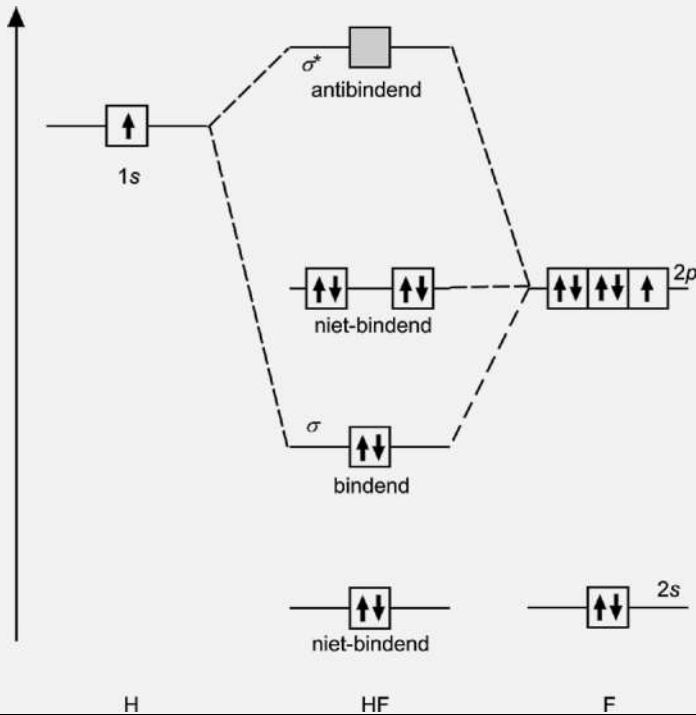 σ*
antibindend
1s
2p
niet-bindend
σ
bindend
2s
niet-bindend
H HF F